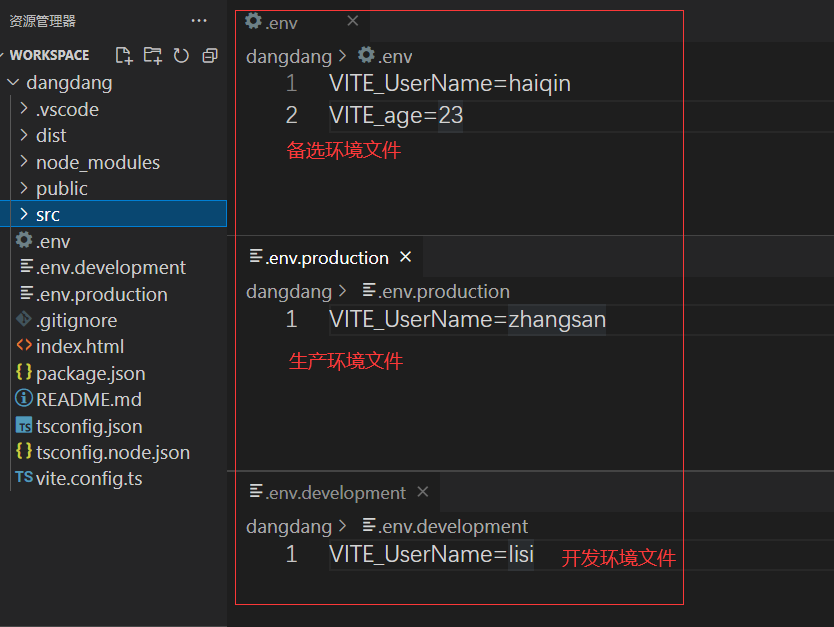 资源管理器
WORKSPACE
dangdang
.vscode
dist
node_modules
public
src
.env
.env.development
.env.production
.gitignore
index.html
package.json
README.md
tsconfig.json
tsconfig.node.json
TS vite.config.ts
.env
dangdang > .env
1 VITE_UserName=haiqin
2 VITE_age=23
备选环境文件
.env.production
dangdang > .env.production
1 VITE_UserName=zhangsan
生产环境文件
.env.development
dangdang > .env.development
1 VITE_UserName=lisi 开发环境文件